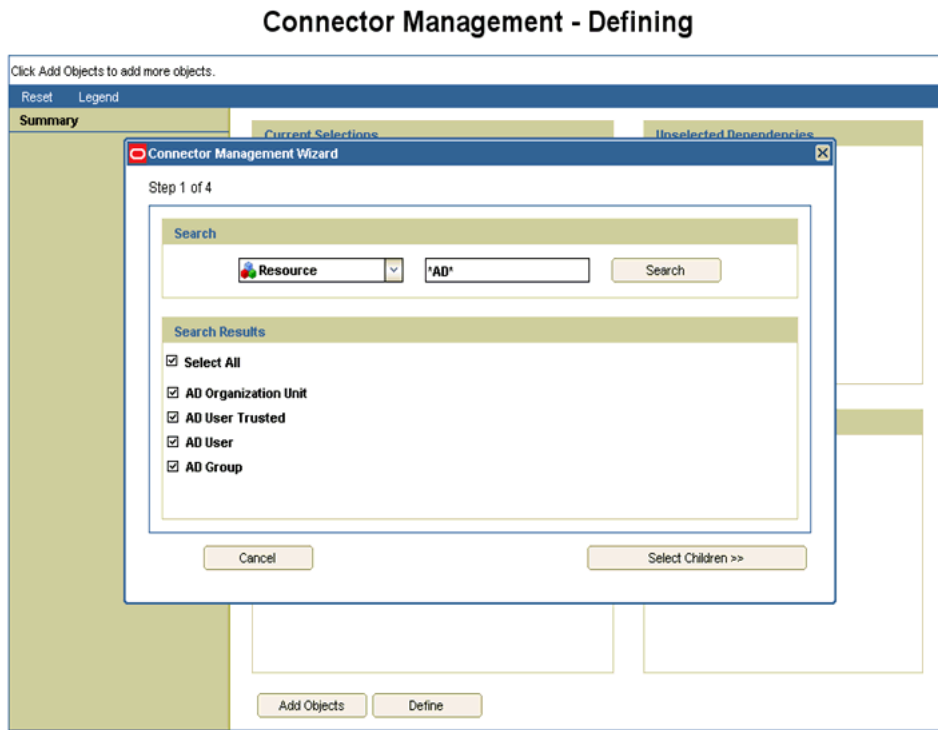 Connector Management - Defining
Click Add Objects to add more objects.
Reset Legend
Summary
Current Selections
Unselected Dependencies
Connector Management Wizard
Step 1 of 4
Search
Resource
*AD*
Search
Search Results
Select All
AD Organization Unit
AD User Trusted
AD User
AD Group
Cancel
Select Children >>
Add Objects
Define